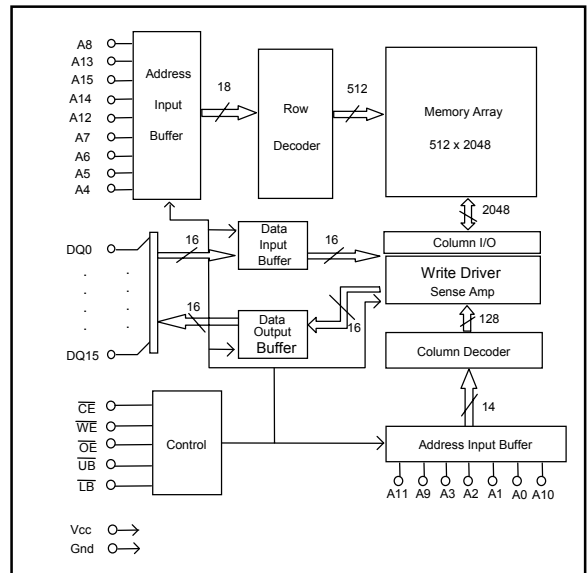 A8
A13
A15
A14
A12
A7
A6
A5
A4
Address
Input
Buffer
18
Row
Decoder
512
Memory Array
512 x 2048
2048
DQ0
DQ15
16
Data
Input
Buffer
16
Column I/O
Write Driver
Sense Amp
16
Data
Output
Buffer
16
128
Column Decoder
14
CE
WE
OE
UB
LB
Control
Address Input Buffer
A11 A9 A3 A2 A1 A0 A10
Vcc
Gnd